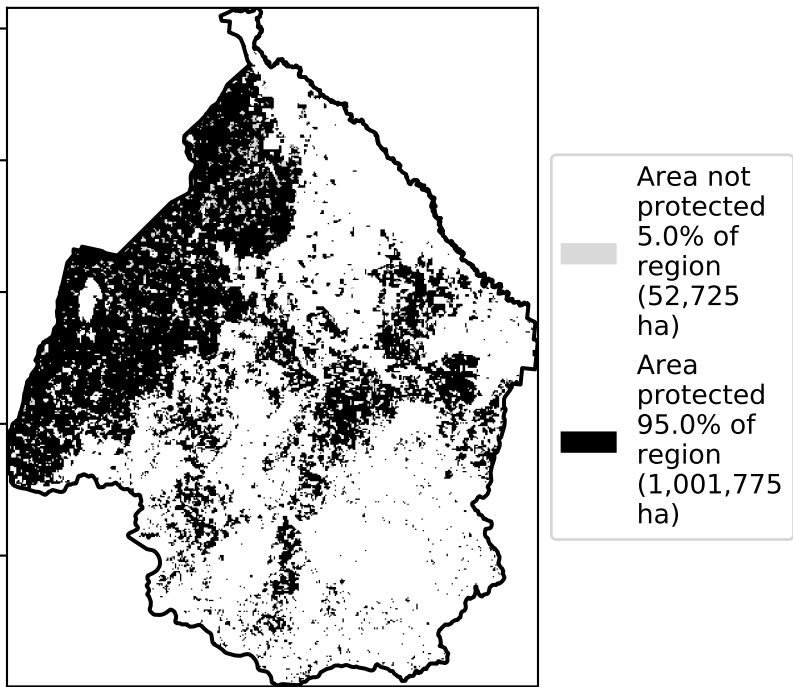 Area not
protected
5.0% of
region
(52,725
ha)
Area
protected
95.0% of
region
(1,001,775
ha)